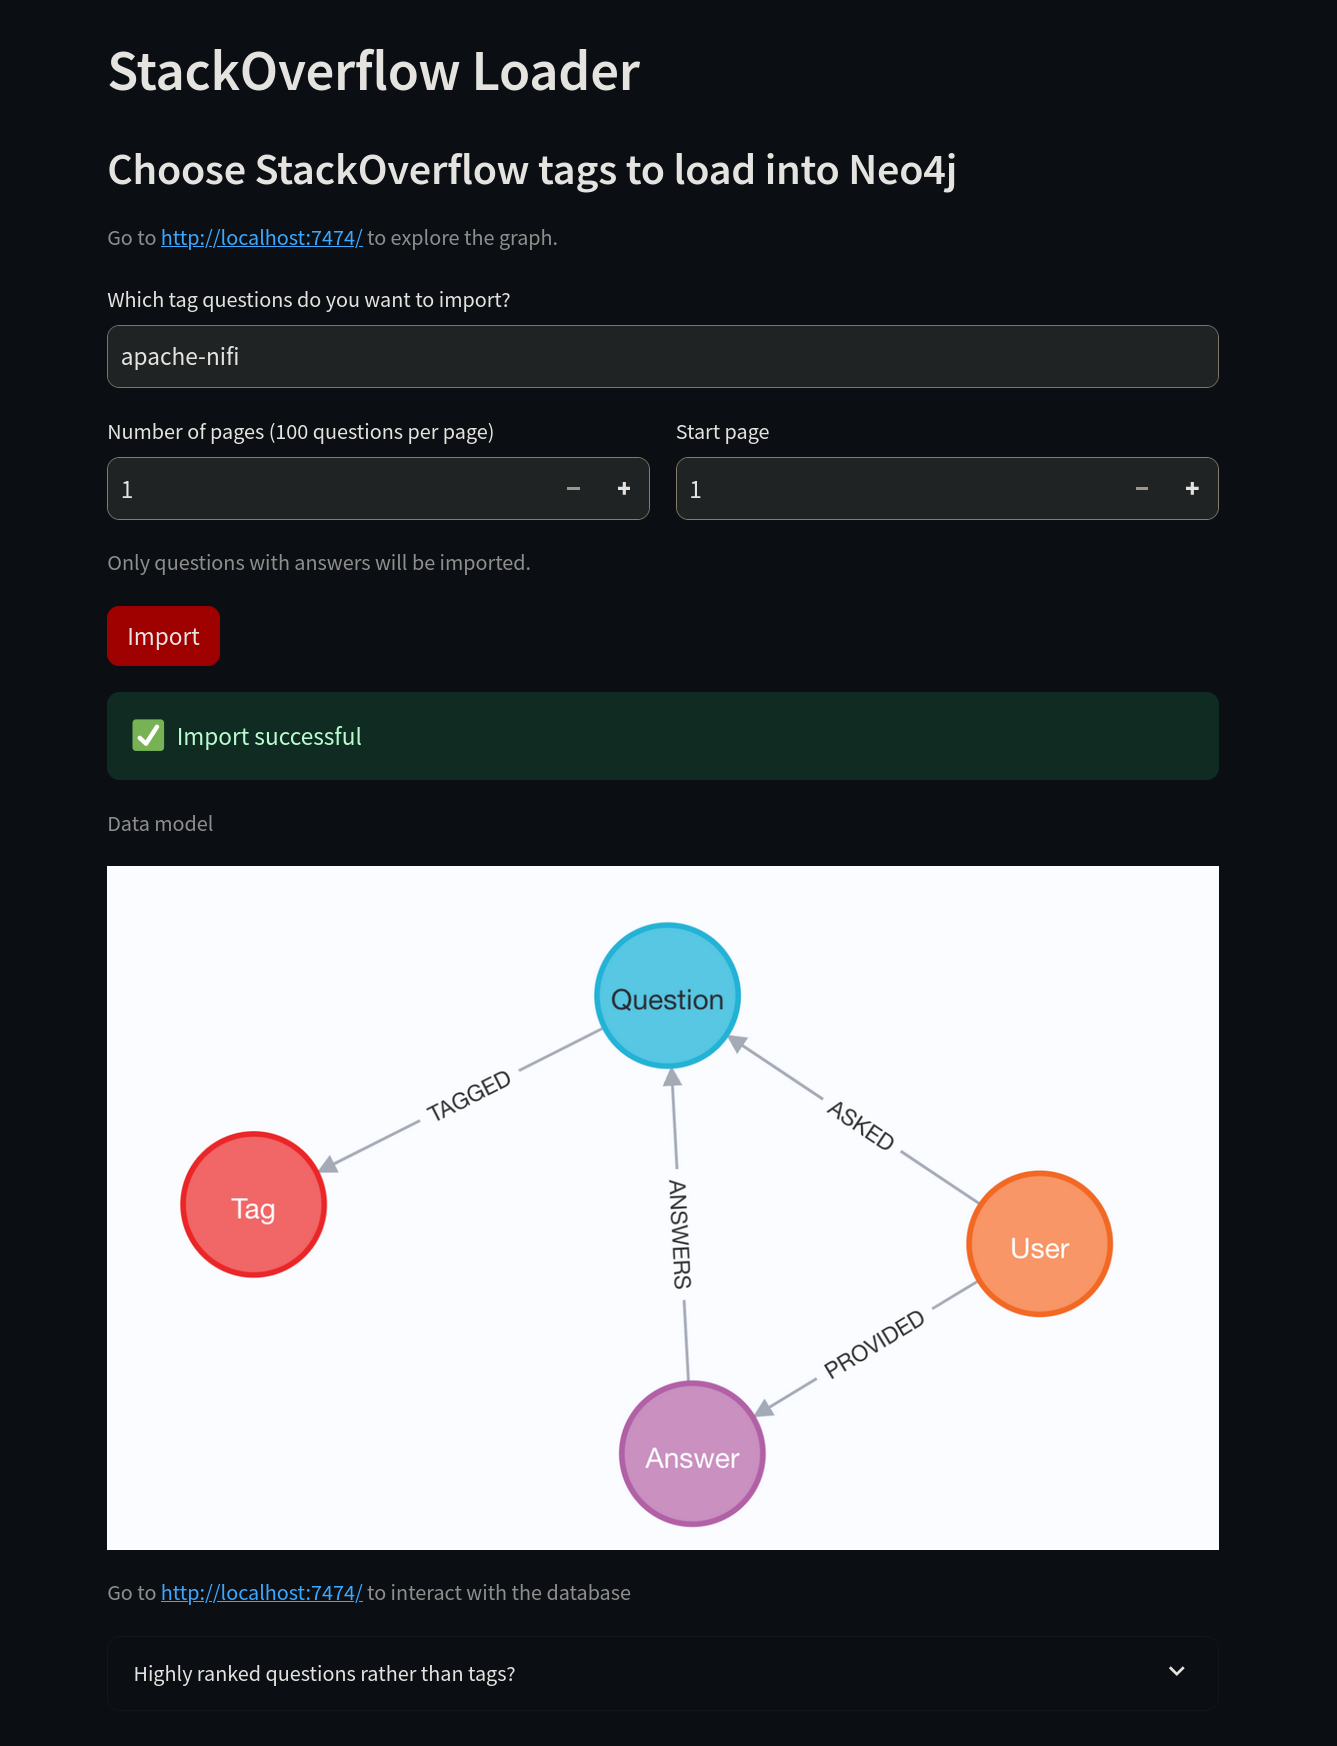 StackOverflow Loader
Choose StackOverflow tags to load into Neo4j
Go to http://localhost:7474/ to explore the graph.
Which tag questions do you want to import?
apache-nifi
Number of pages (100 questions per page)
Start page
1
1
Only questions with answers will be imported.
Import
Import successful
Data model
Question
TAGGED
ASKED
Tag
ANSWERS
User
PROVIDED
Answer
Go to http://localhost:7474/ to interact with the database
Highly ranked questions rather than tags?